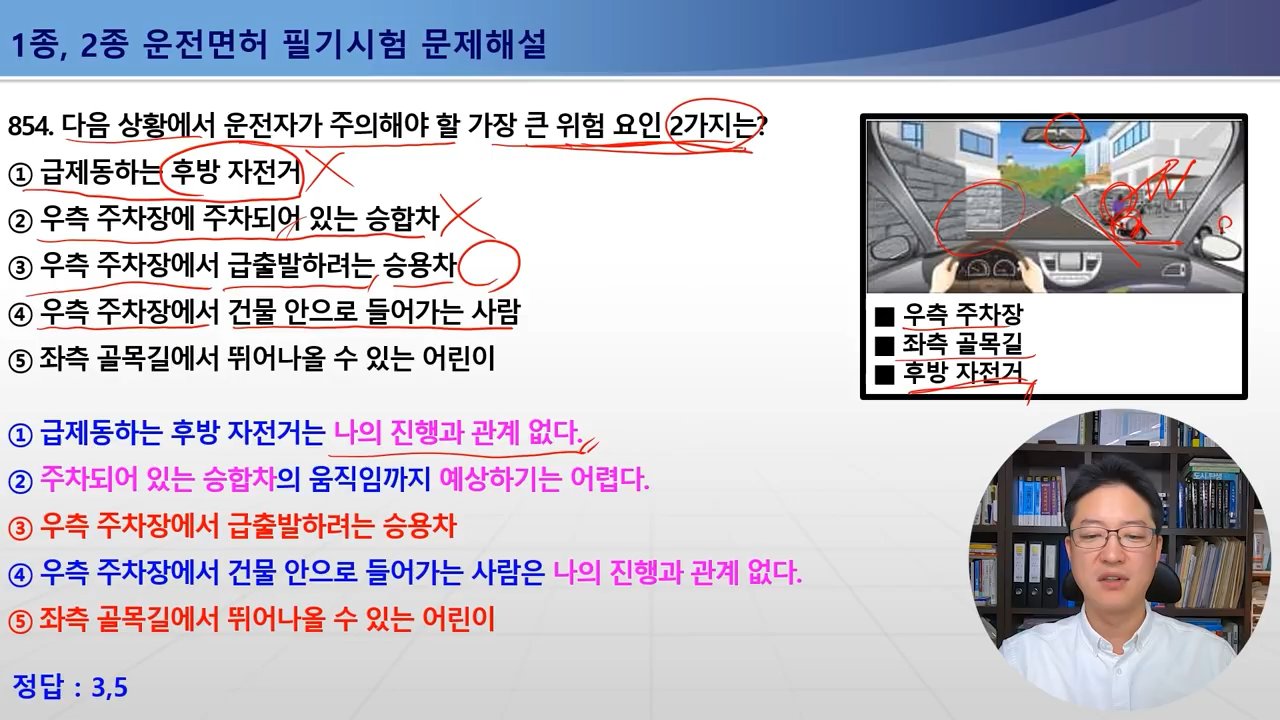 1종, 2종 운전면허 필기시험 문제해설
854. 다음 상황에서 운전자가 주의해야 할 가장 큰 위험 요인 2가지는?
① 급제동하는 후방 자전거
② 우측 주차장에 주차되어 있는 승합차
③ 우측 주차장에서 급출발하려는 승용차
④ 우측 주차장에서 건물 안으로 들어가는 사람
⑤ 좌측 골목길에서 뛰어나올 수 있는 어린이
■ 우측 주차장
■ 좌측 골목길
■ 후방 자전거
① 급제동하는 후방 자전거는 나의 진행과 관계 없다.
② 주차되어 있는 승합차의 움직임까지 예상하기는 어렵다.
③ 우측 주차장에서 급출발하려는 승용차
④ 우측 주차장에서 건물 안으로 들어가는 사람은 나의 진행과 관계 없다.
⑤ 좌측 골목길에서 뛰어나올 수 있는 어린이
정답 : 3,5